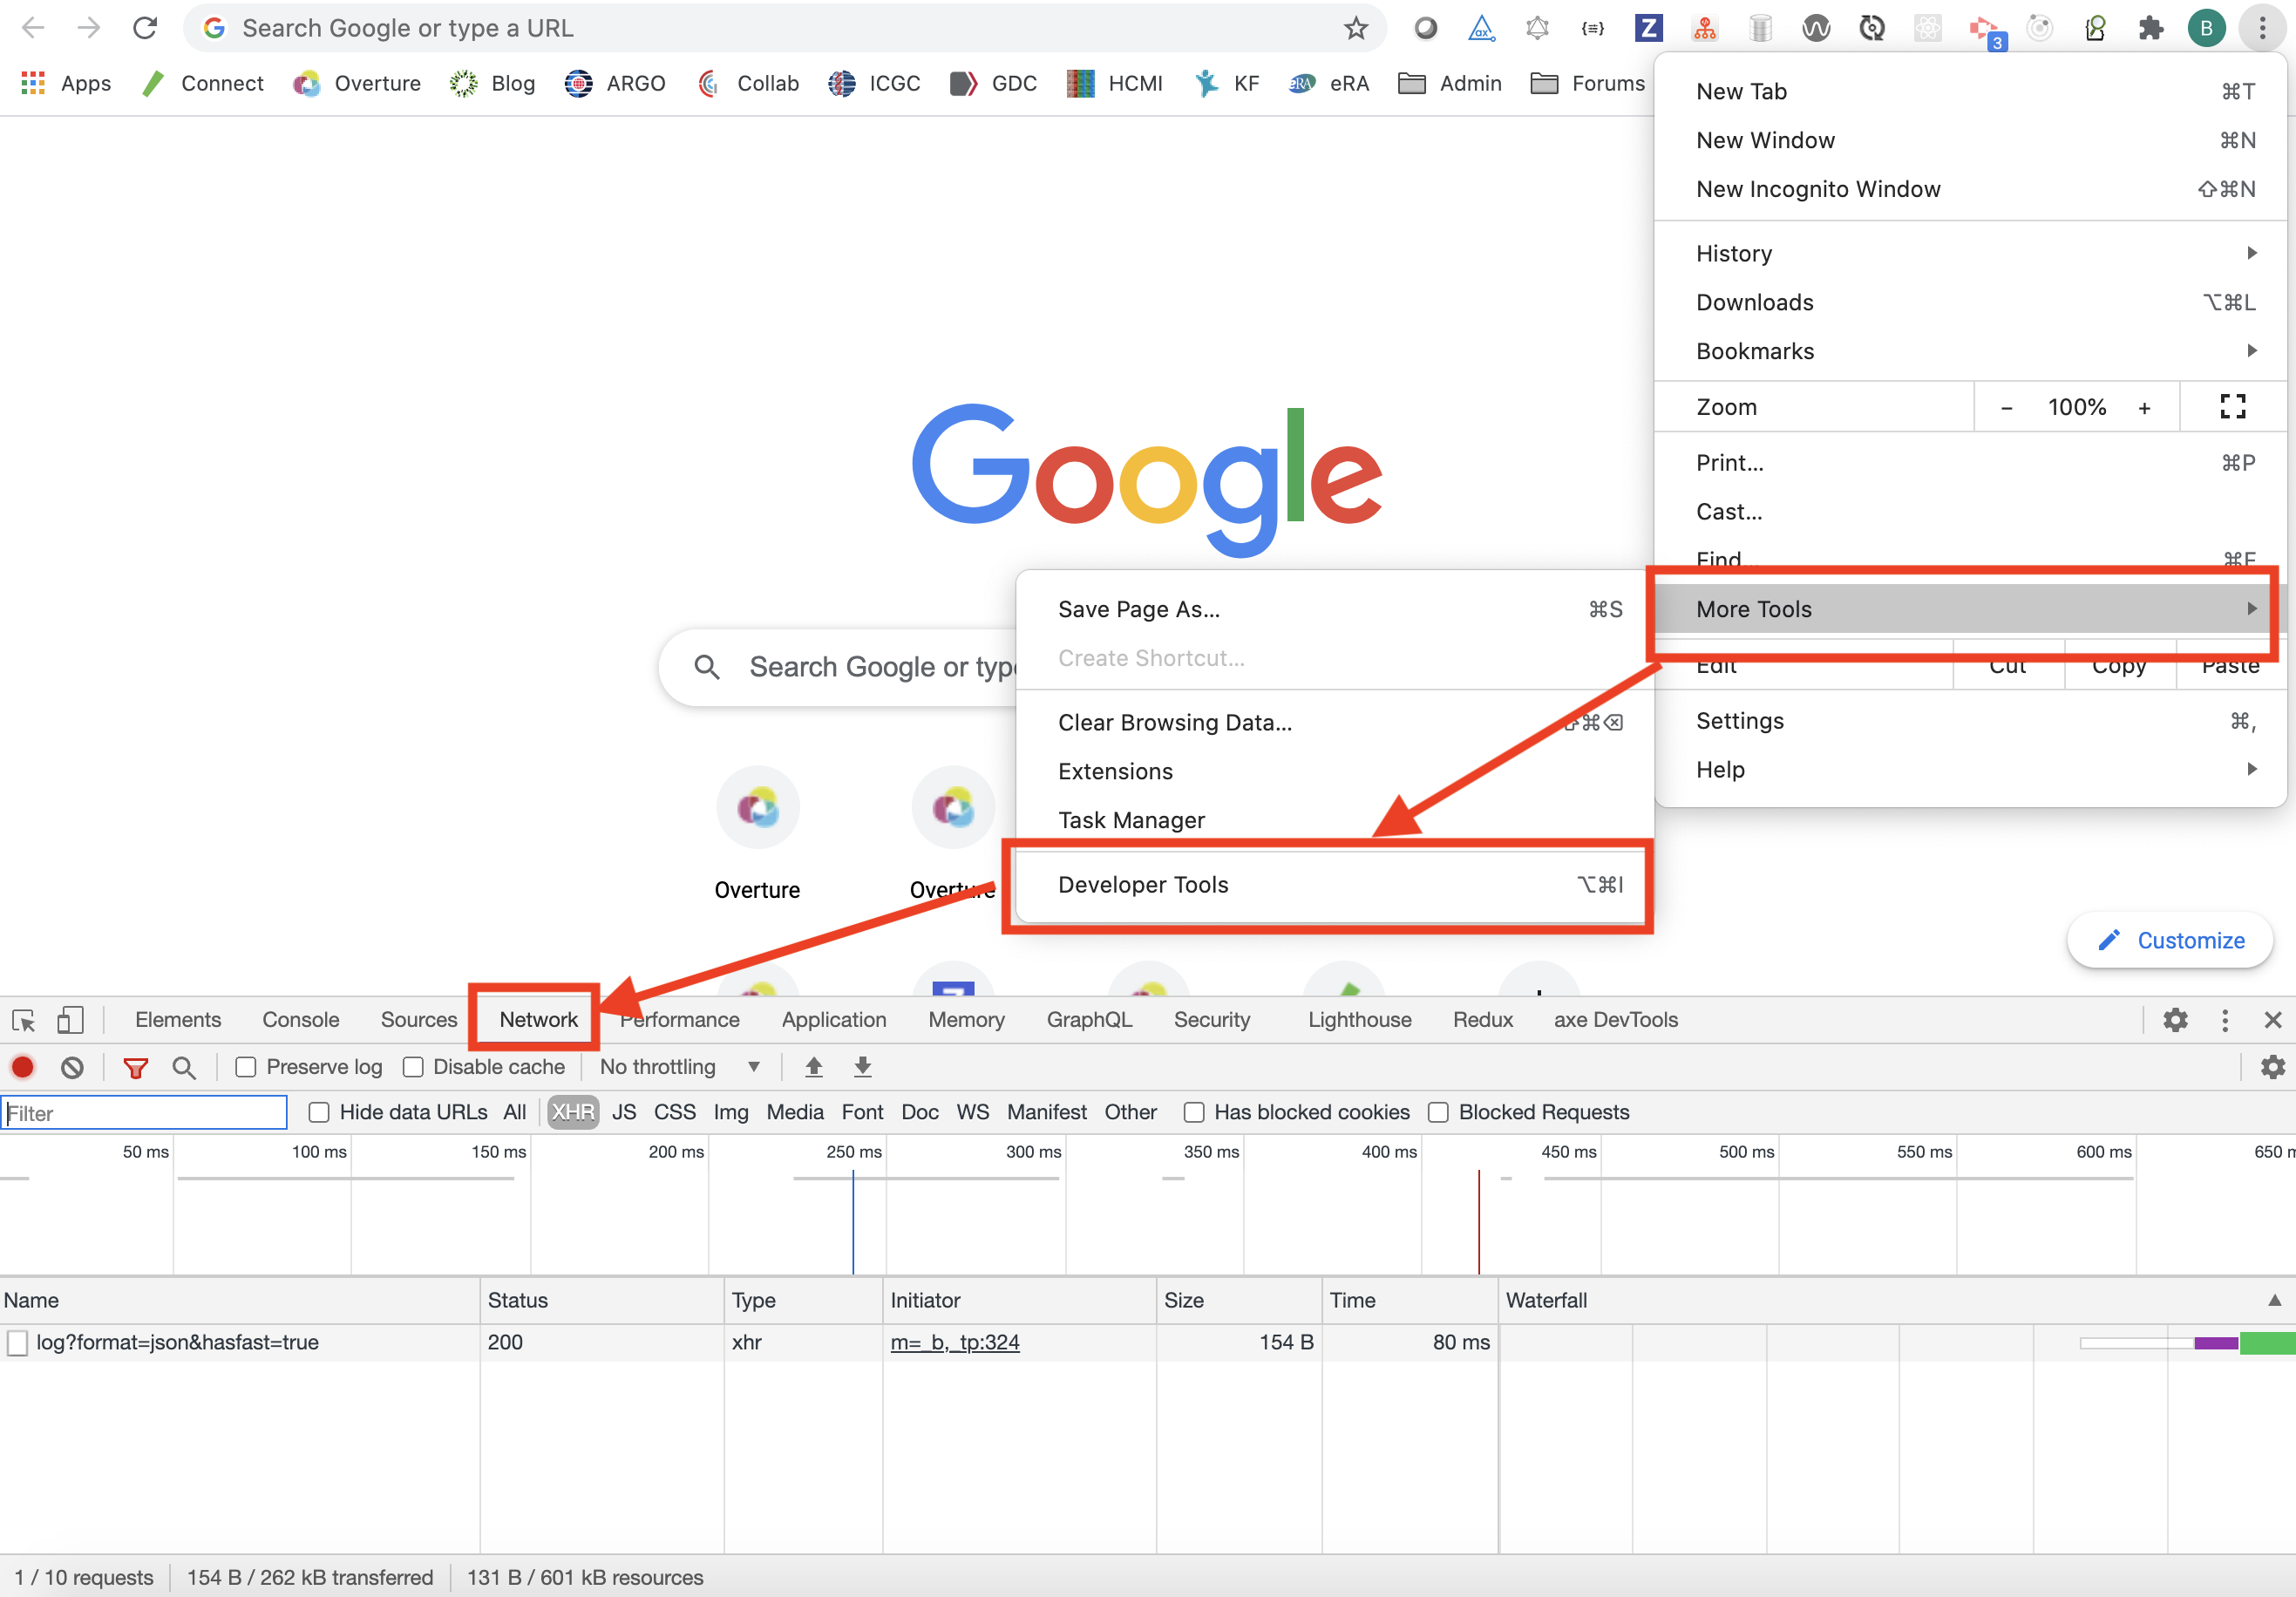 Search Google or type a URL
ax
{≡}
Z
3
B
Apps Connect Overture Blog ARGO Collab ICGC GDC HCMI KF eRA eRA Admin Forums
New Tab ⌘T
New Window ⌘N
New Incognito Window ⇧⌘N
History
Downloads ⌥⌘L
Bookmarks
Zoom - 100% +
Print... ⌘P
Cast...
Find... ⌘F
More Tools
Edit Cut Copy Paste
Settings ⌘,
Help
Google
Search Google or type
Save Page As... ⌘S
Create Shortcut...
Clear Browsing Data... ⇧⌘⌫
Extensions
Task Manager
Developer Tools ⌥⌘I
Overture Overture
Customize
Elements Console Sources Network Performance Application Memory GraphQL Security Lighthouse Redux axe DevTools
Preserve log Disable cache No throttling
Filter Hide data URLs All XHR JS CSS Img Media Font Doc WS Manifest Other Has blocked cookies Blocked Requests
50 ms 100 ms 150 ms 200 ms 250 ms 300 ms 350 ms 400 ms 450 ms 500 ms 550 ms 600 ms 650 m
Name Status Type Initiator Size Time Waterfall
log?format=json&hasfast=true 200 xhr m=_b,_tp:324 154 B 80 ms
1 / 10 requests 154 B / 262 kB transferred 131 B / 601 kB resources